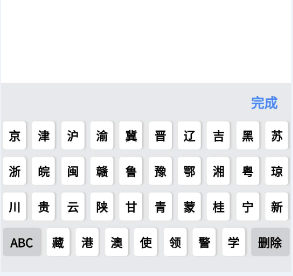 完成
京 津 沪 渝 冀 晋 辽 吉 黑 苏
浙 皖 闽 赣 鲁 豫 鄂 湘 粤 琼
川 贵 云 陕 甘 青 蒙 桂 宁 新
ABC 藏 港 澳 使 领 警 学 删除